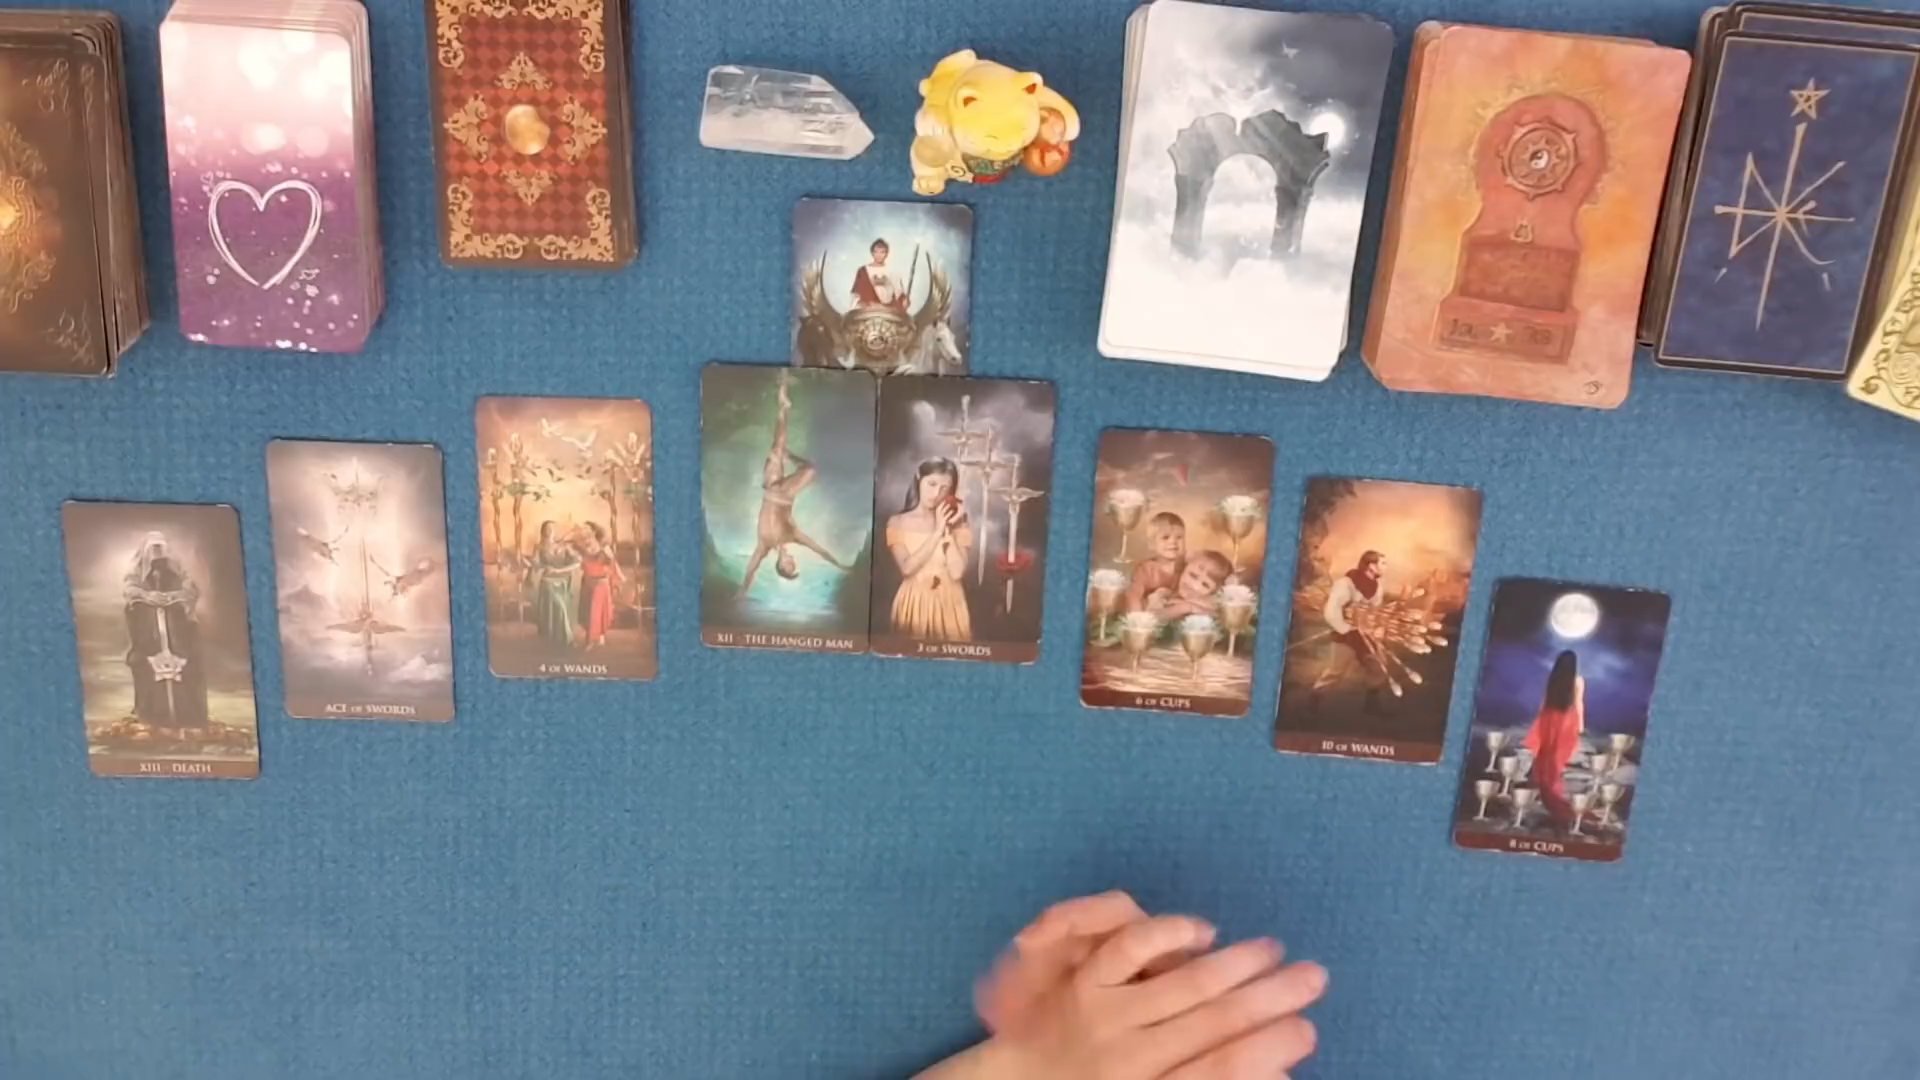 XII - THE HANGED MAN
3 OF SWORDS
4 OF WANDS
6 OF CUPS
ACE OF SWORDS
10 OF WANDS
XIII - DEATH
8 OF CUPS